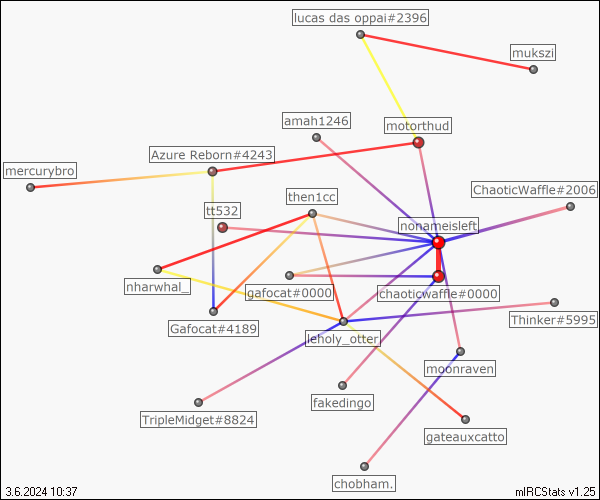 lucas das oppai#2396
mukszi
amah1246
motorthud
Azure Reborn#4243
mercurybro
ChaoticWaffle#2006
then1cc
tt532
nonameisleft
nharwhal_
gafocat#0000
chaoticwaffle#0000
Gafocat#4189
Thinker#5995
leholy_otter
moonraven
fakedingo
TripleMidget#8824
gateauxcatto
chobham.
3.6.2024 10:37
mIRCStats v1.25